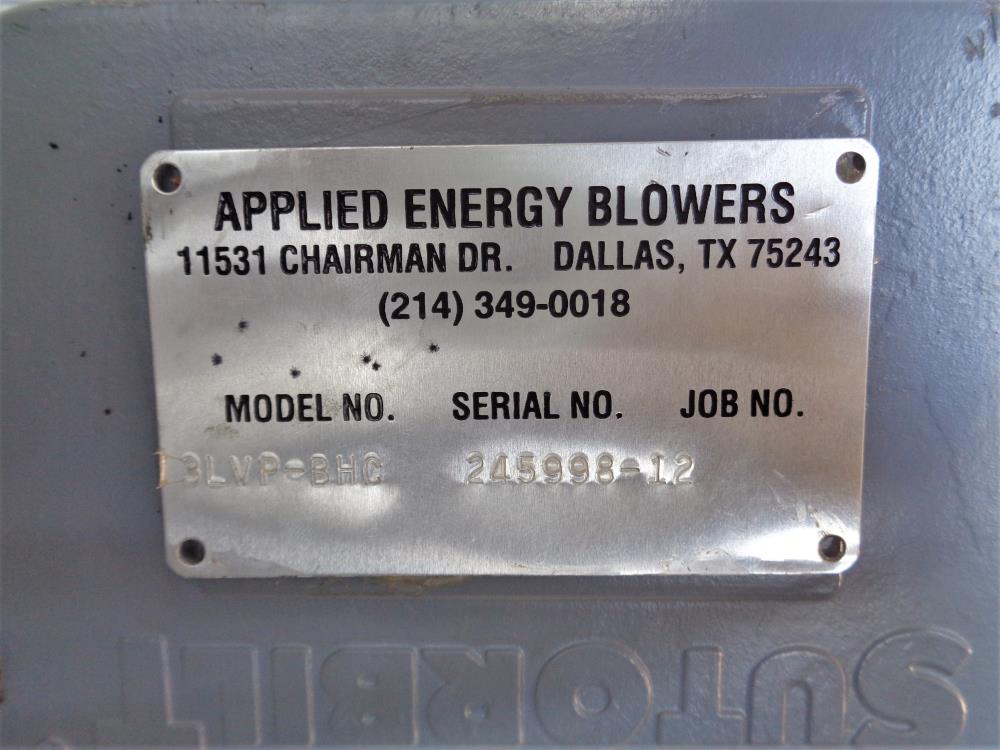 APPLIED ENERGY BLOWERS
11531 CHAIRMAN DR. DALLAS, TX 75243
(214) 349-0018
MODEL NO. SERIAL NO. JOB NO.
3LVP-BHC 245998-12
SUTORBILT